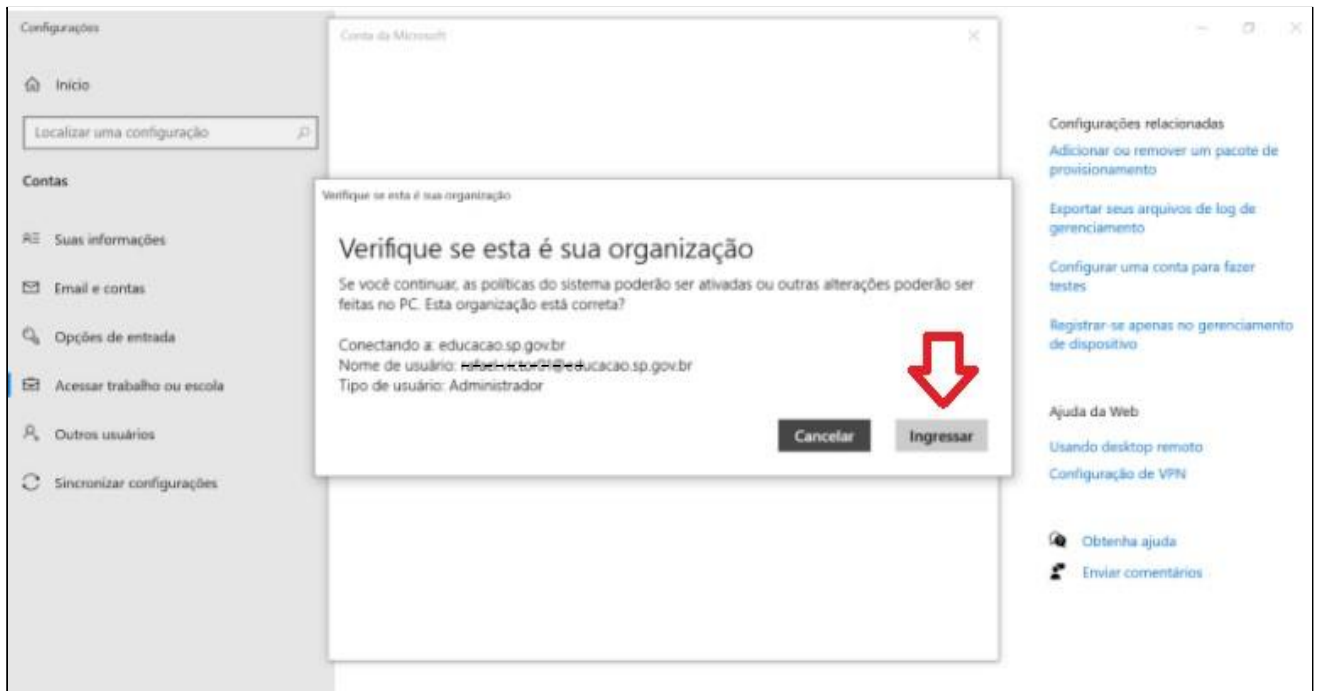 Configurações
Início
Localizar uma configuração
Contas
Suas informações
Email e contas
Opções de entrada
Acessar trabalho ou escola
Outros usuários
Sincronizar configurações
Conta da Microsoft
Verifique se esta é sua organização
Verifique se esta é sua organização
Se você continuar, as políticas do sistema poderão ser ativadas ou outras alterações poderão ser
feitas no PC. Esta organização está correta?
Conectando a: educacao.sp.gov.br
Nome de usuário: @educacao.sp.gov.br
Tipo de usuário: Administrador
Cancelar
Ingressar
Configurações relacionadas
Adicionar ou remover um pacote de
provisionamento
Exportar seus arquivos de log de
gerenciamento
Configurar uma conta para fazer
testes
Registrar-se apenas no gerenciamento
de dispositivo
Ajuda da Web
Usando desktop remoto
Configuração de VPN
Obtenha ajuda
Enviar comentários